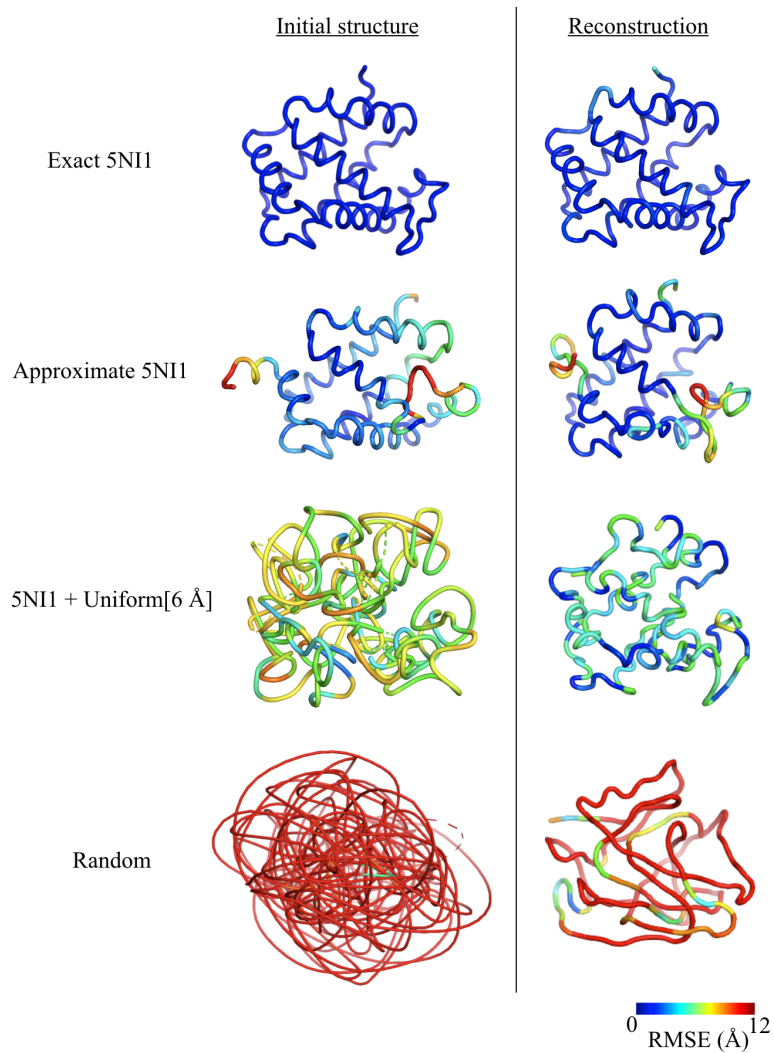 Initial structure
Reconstruction
Exact 5NI1
Approximate 5NI1
5NI1 + Uniform[6 Å]
Random
0
12
RMSE (Å)